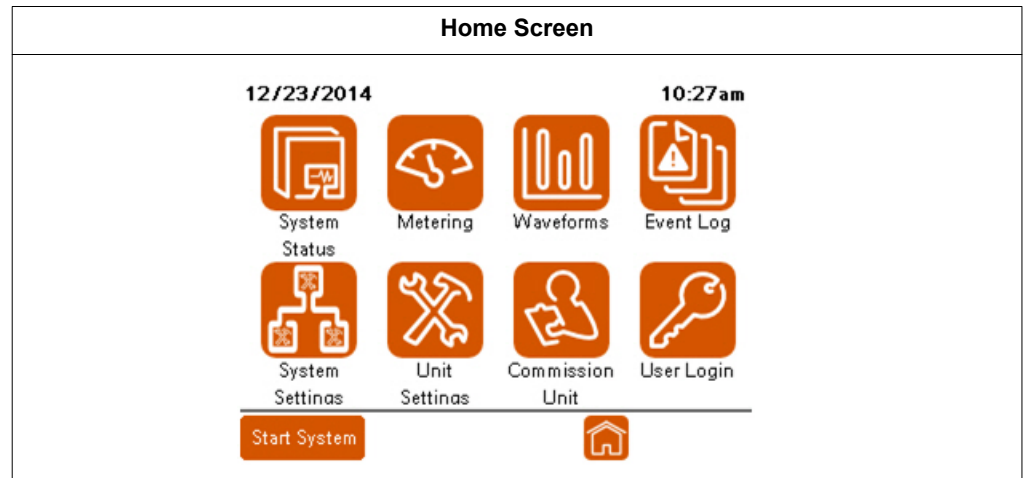 Home Screen
12/23/2014 10:27am
System Metering Waveforms Event Log
Status
System Unit Commission User Login
Settings Settings Unit
Start System